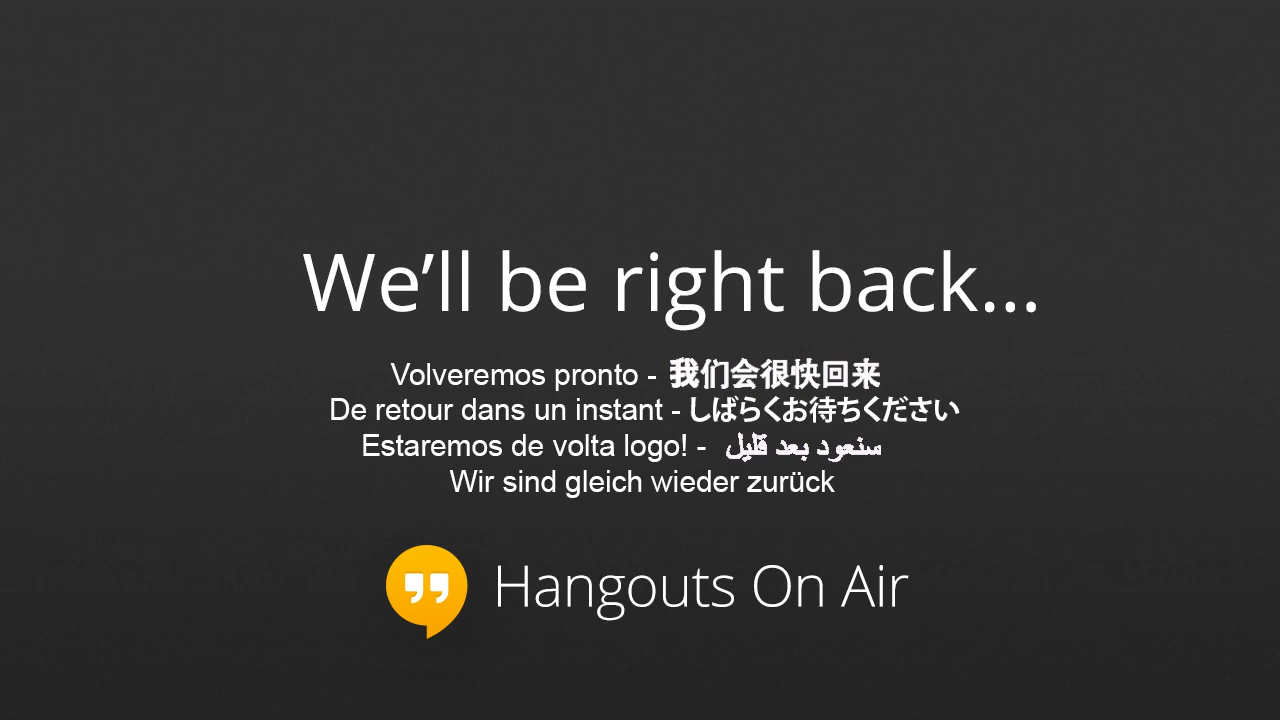 We’ll be right back...
Volveremos pronto - 我们会很快回来
De retour dans un instant - しばらくお待ちください
Estaremos de volta logo! - سنعود بعد قليل
Wir sind gleich wieder zurück
Hangouts On Air